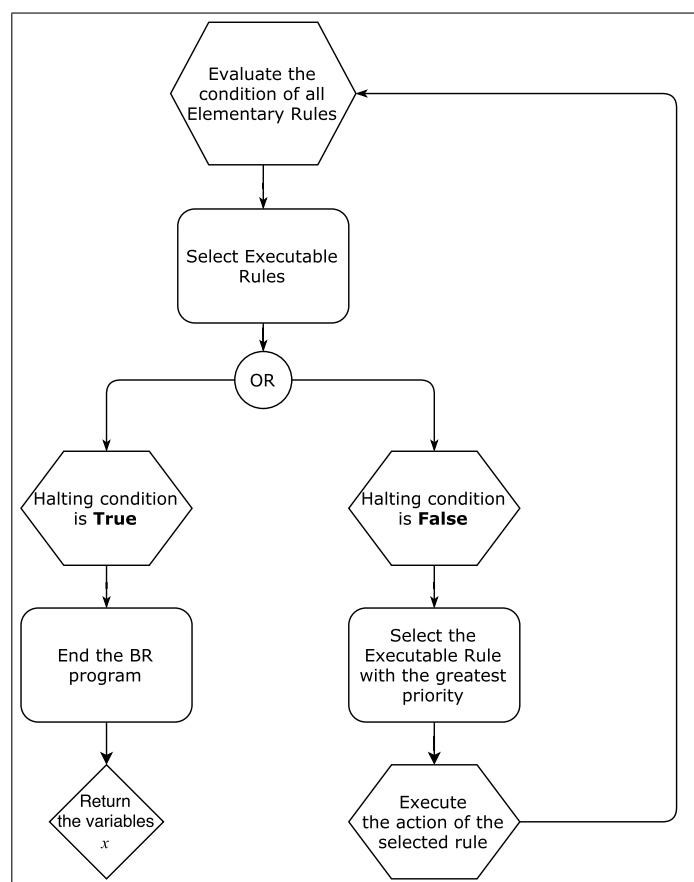 Evaluate the
condition of all
Elementary Rules
Select Executable
Rules
OR
Halting condition
is True
Halting condition
is False
End the BR
program
Select the
Executable Rule
with the greatest
priority
Return
the variables
x
Execute
the action of the
selected rule